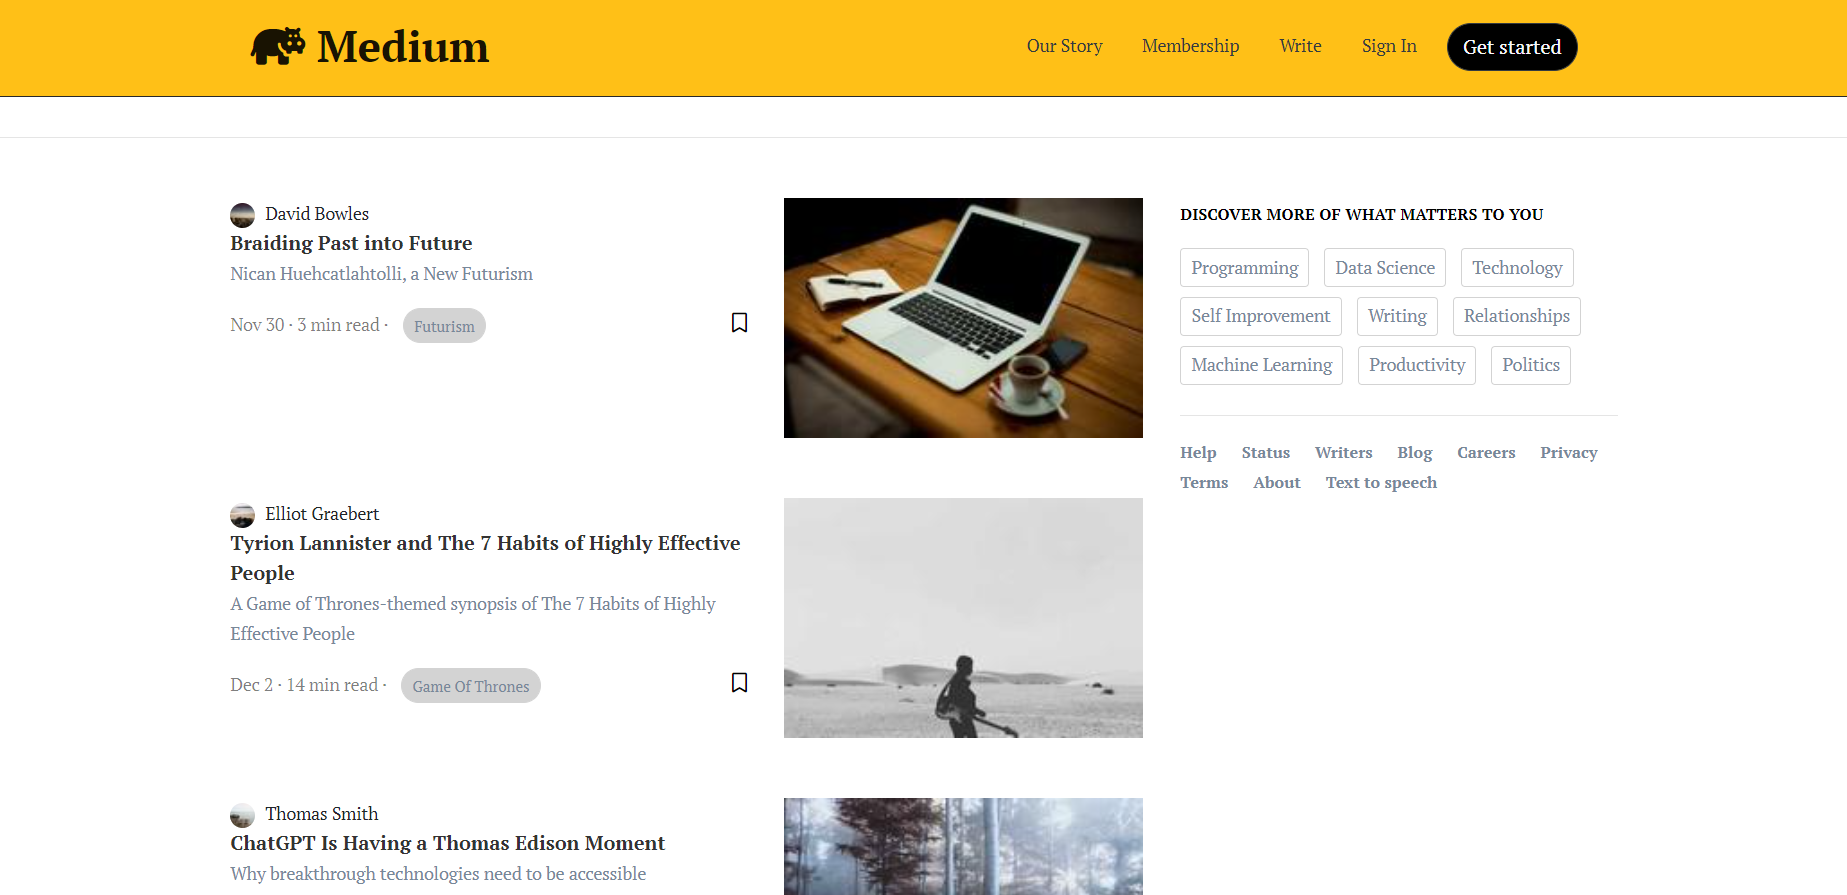 Medium
Our Story Membership Write Sign In Get started
David Bowles
Braiding Past into Future
Nican Huehcatlahtolli, a New Futurism
Nov 30 · 3 min read · Futurism
Elliot Graebert
Tyrion Lannister and The 7 Habits of Highly Effective
People
A Game of Thrones-themed synopsis of The 7 Habits of Highly
Effective People
Dec 2 · 14 min read · Game Of Thrones
Thomas Smith
ChatGPT Is Having a Thomas Edison Moment
Why breakthrough technologies need to be accessible
DISCOVER MORE OF WHAT MATTERS TO YOU
Programming Data Science Technology
Self Improvement Writing Relationships
Machine Learning Productivity Politics
Help Status Writers Blog Careers Privacy
Terms About Text to speech